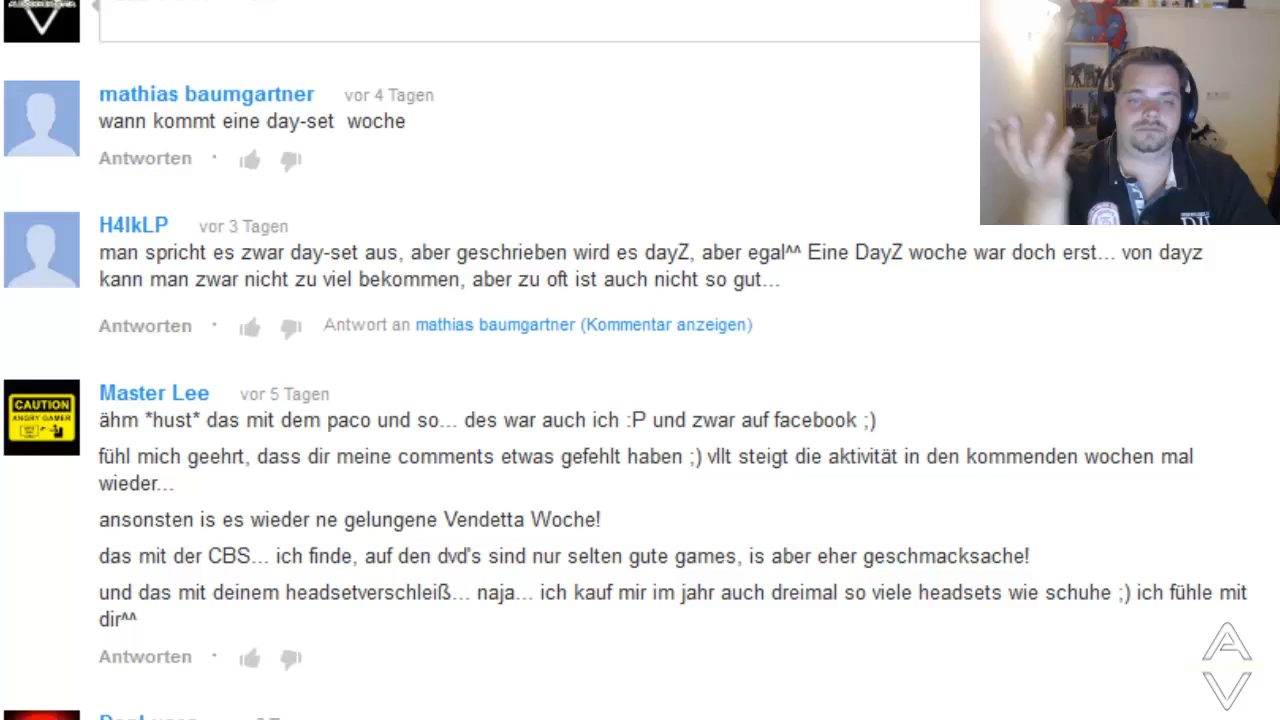 mathias baumgartner vor 4 Tagen
wann kommt eine day-set woche
Antworten
H4lkLP vor 3 Tagen
man spricht es zwar day-set aus, aber geschrieben wird es dayZ, aber egal^^ Eine DayZ woche war doch erst... von dayz
kann man zwar nicht zu viel bekommen, aber zu oft ist auch nicht so gut...
Antworten · Antwort an mathias baumgartner (Kommentar anzeigen)
CAUTION
ANGRY GAMER
Master Lee vor 5 Tagen
ähm *hust* das mit dem paco und so... des war auch ich :P und zwar auf facebook ;)
fühl mich geehrt, dass dir meine comments etwas gefehlt haben ;) vllt steigt die aktivität in den kommenden wochen mal
wieder...
ansonsten is es wieder ne gelungene Vendetta Woche!
das mit der CBS... ich finde, auf den dvd's sind nur selten gute games, is aber eher geschmacksache!
und das mit deinem headsetverschleiß... naja... ich kauf mir im jahr auch dreimal so viele headsets wie schuhe ;) ich fühle mit
dir^^
Antworten